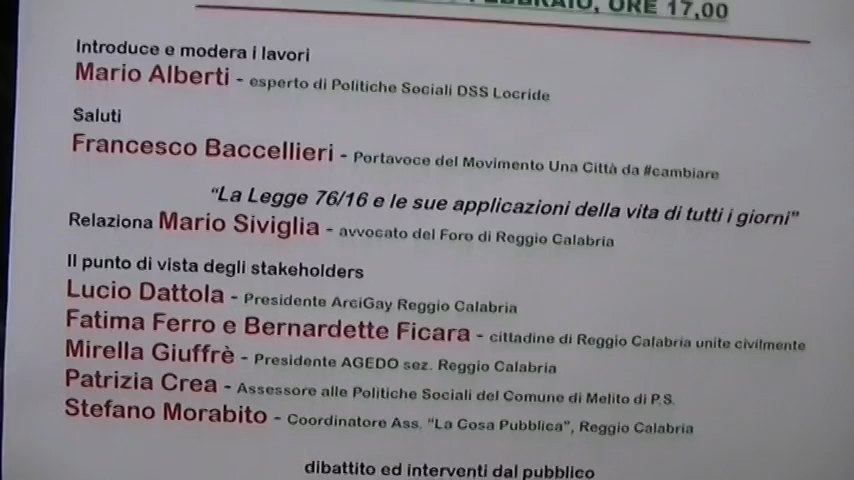 FEBBRAIO, ORE 17,00
Introduce e modera i lavori
Mario Alberti - esperto di Politiche Sociali DSS Locride
Saluti
Francesco Baccellieri - Portavoce del Movimento Una Città da #cambiare
“La Legge 76/16 e le sue applicazioni della vita di tutti i giorni”
Relaziona Mario Siviglia - avvocato del Foro di Reggio Calabria
Il punto di vista degli stakeholders
Lucio Dattola - Presidente ArciGay Reggio Calabria
Fatima Ferro e Bernardette Ficara - cittadine di Reggio Calabria unite civilmente
Mirella Giuffrè - Presidente AGEDO sez. Reggio Calabria
Patrizia Crea - Assessore alle Politiche Sociali del Comune di Melito di P.S.
Stefano Morabito - Coordinatore Ass. “La Cosa Pubblica”, Reggio Calabria
dibattito ed interventi dal pubblico